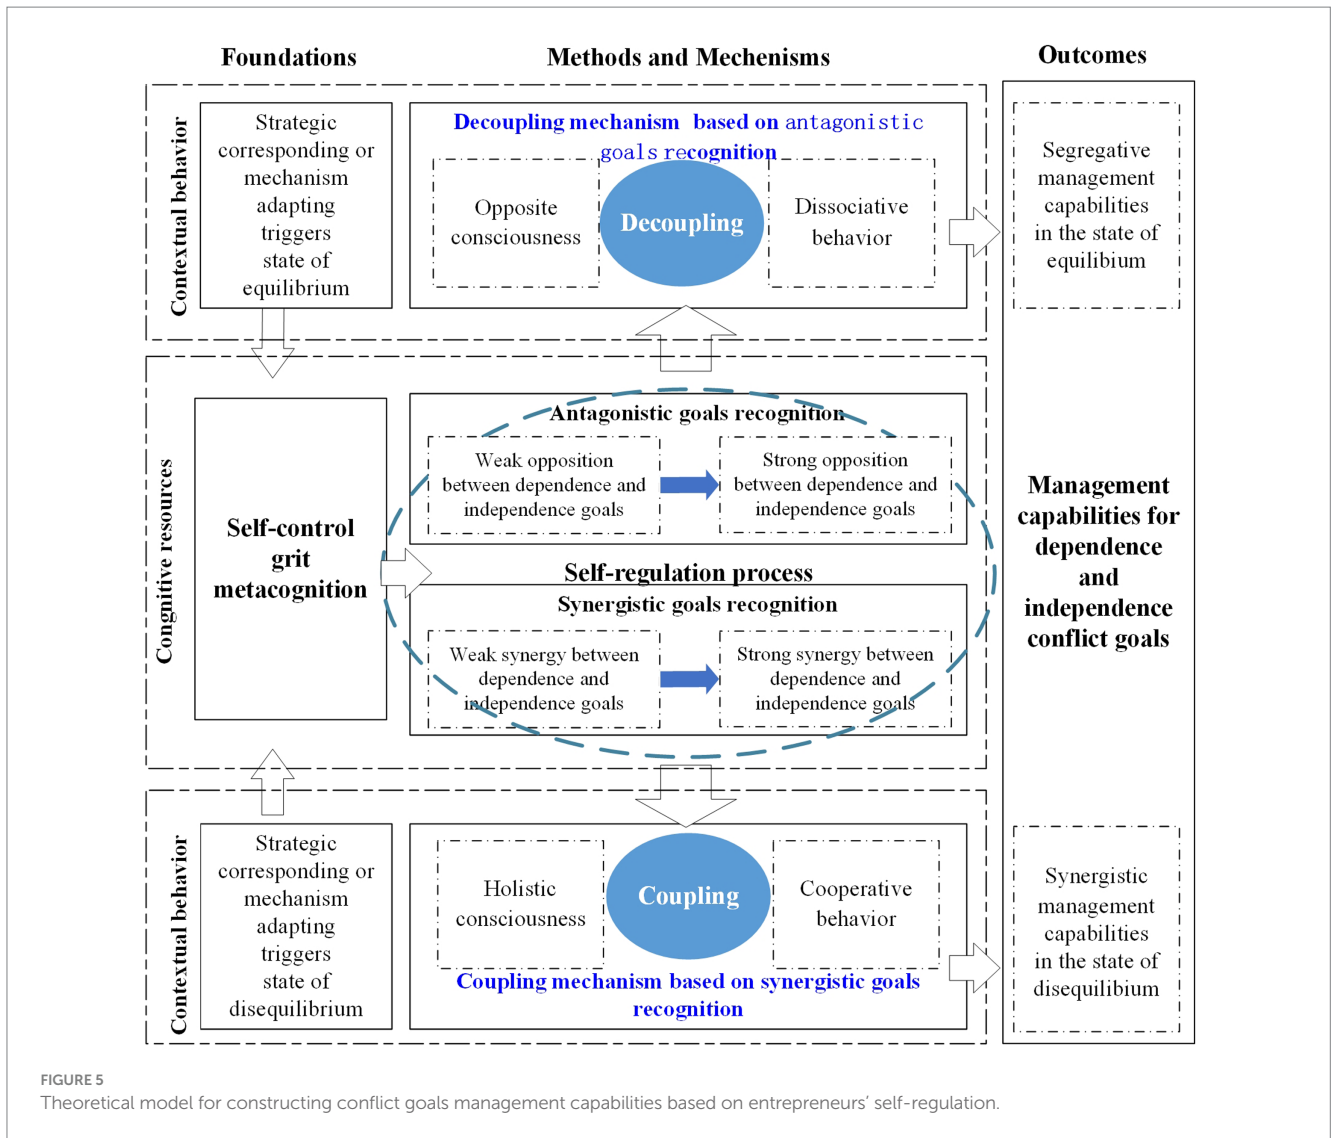 Foundations
Methods and Mechenisms
Outcomes
Contextual behavior
Strategic
corresponding or
mechanism
adapting
triggers
state of
equilibrium
Decoupling mechanism based on antagonistic
goals recognition
Opposite
consciousness
Decoupling
Dissociative
behavior
Segregative
management
capabilities
in the state of
equilibium
Congnitive resources
Self-control
grit
metacognition
Antagonistic goals recognition
Weak opposition
between dependence and
independence goals
Strong opposition
between dependence and
independence goals
Self-regulation process
Synergistic goals recognition
Weak synergy between
dependence and
independence goals
Strong synergy between
dependence and
independence goals
Management
capabilities for
dependence
and
independence
conflict goals
Contextual behavior
Strategic
corresponding or
mechanism
adapting
triggers
state of
disequilibrium
Holistic
consciousness
Coupling
Cooperative
behavior
Coupling mechanism based on synergistic goals
recognition
Synergistic
management
capabilities
in the state of
disequilibium
FIGURE 5
Theoretical model for constructing conflict goals management capabilities based on entrepreneurs’ self-regulation.